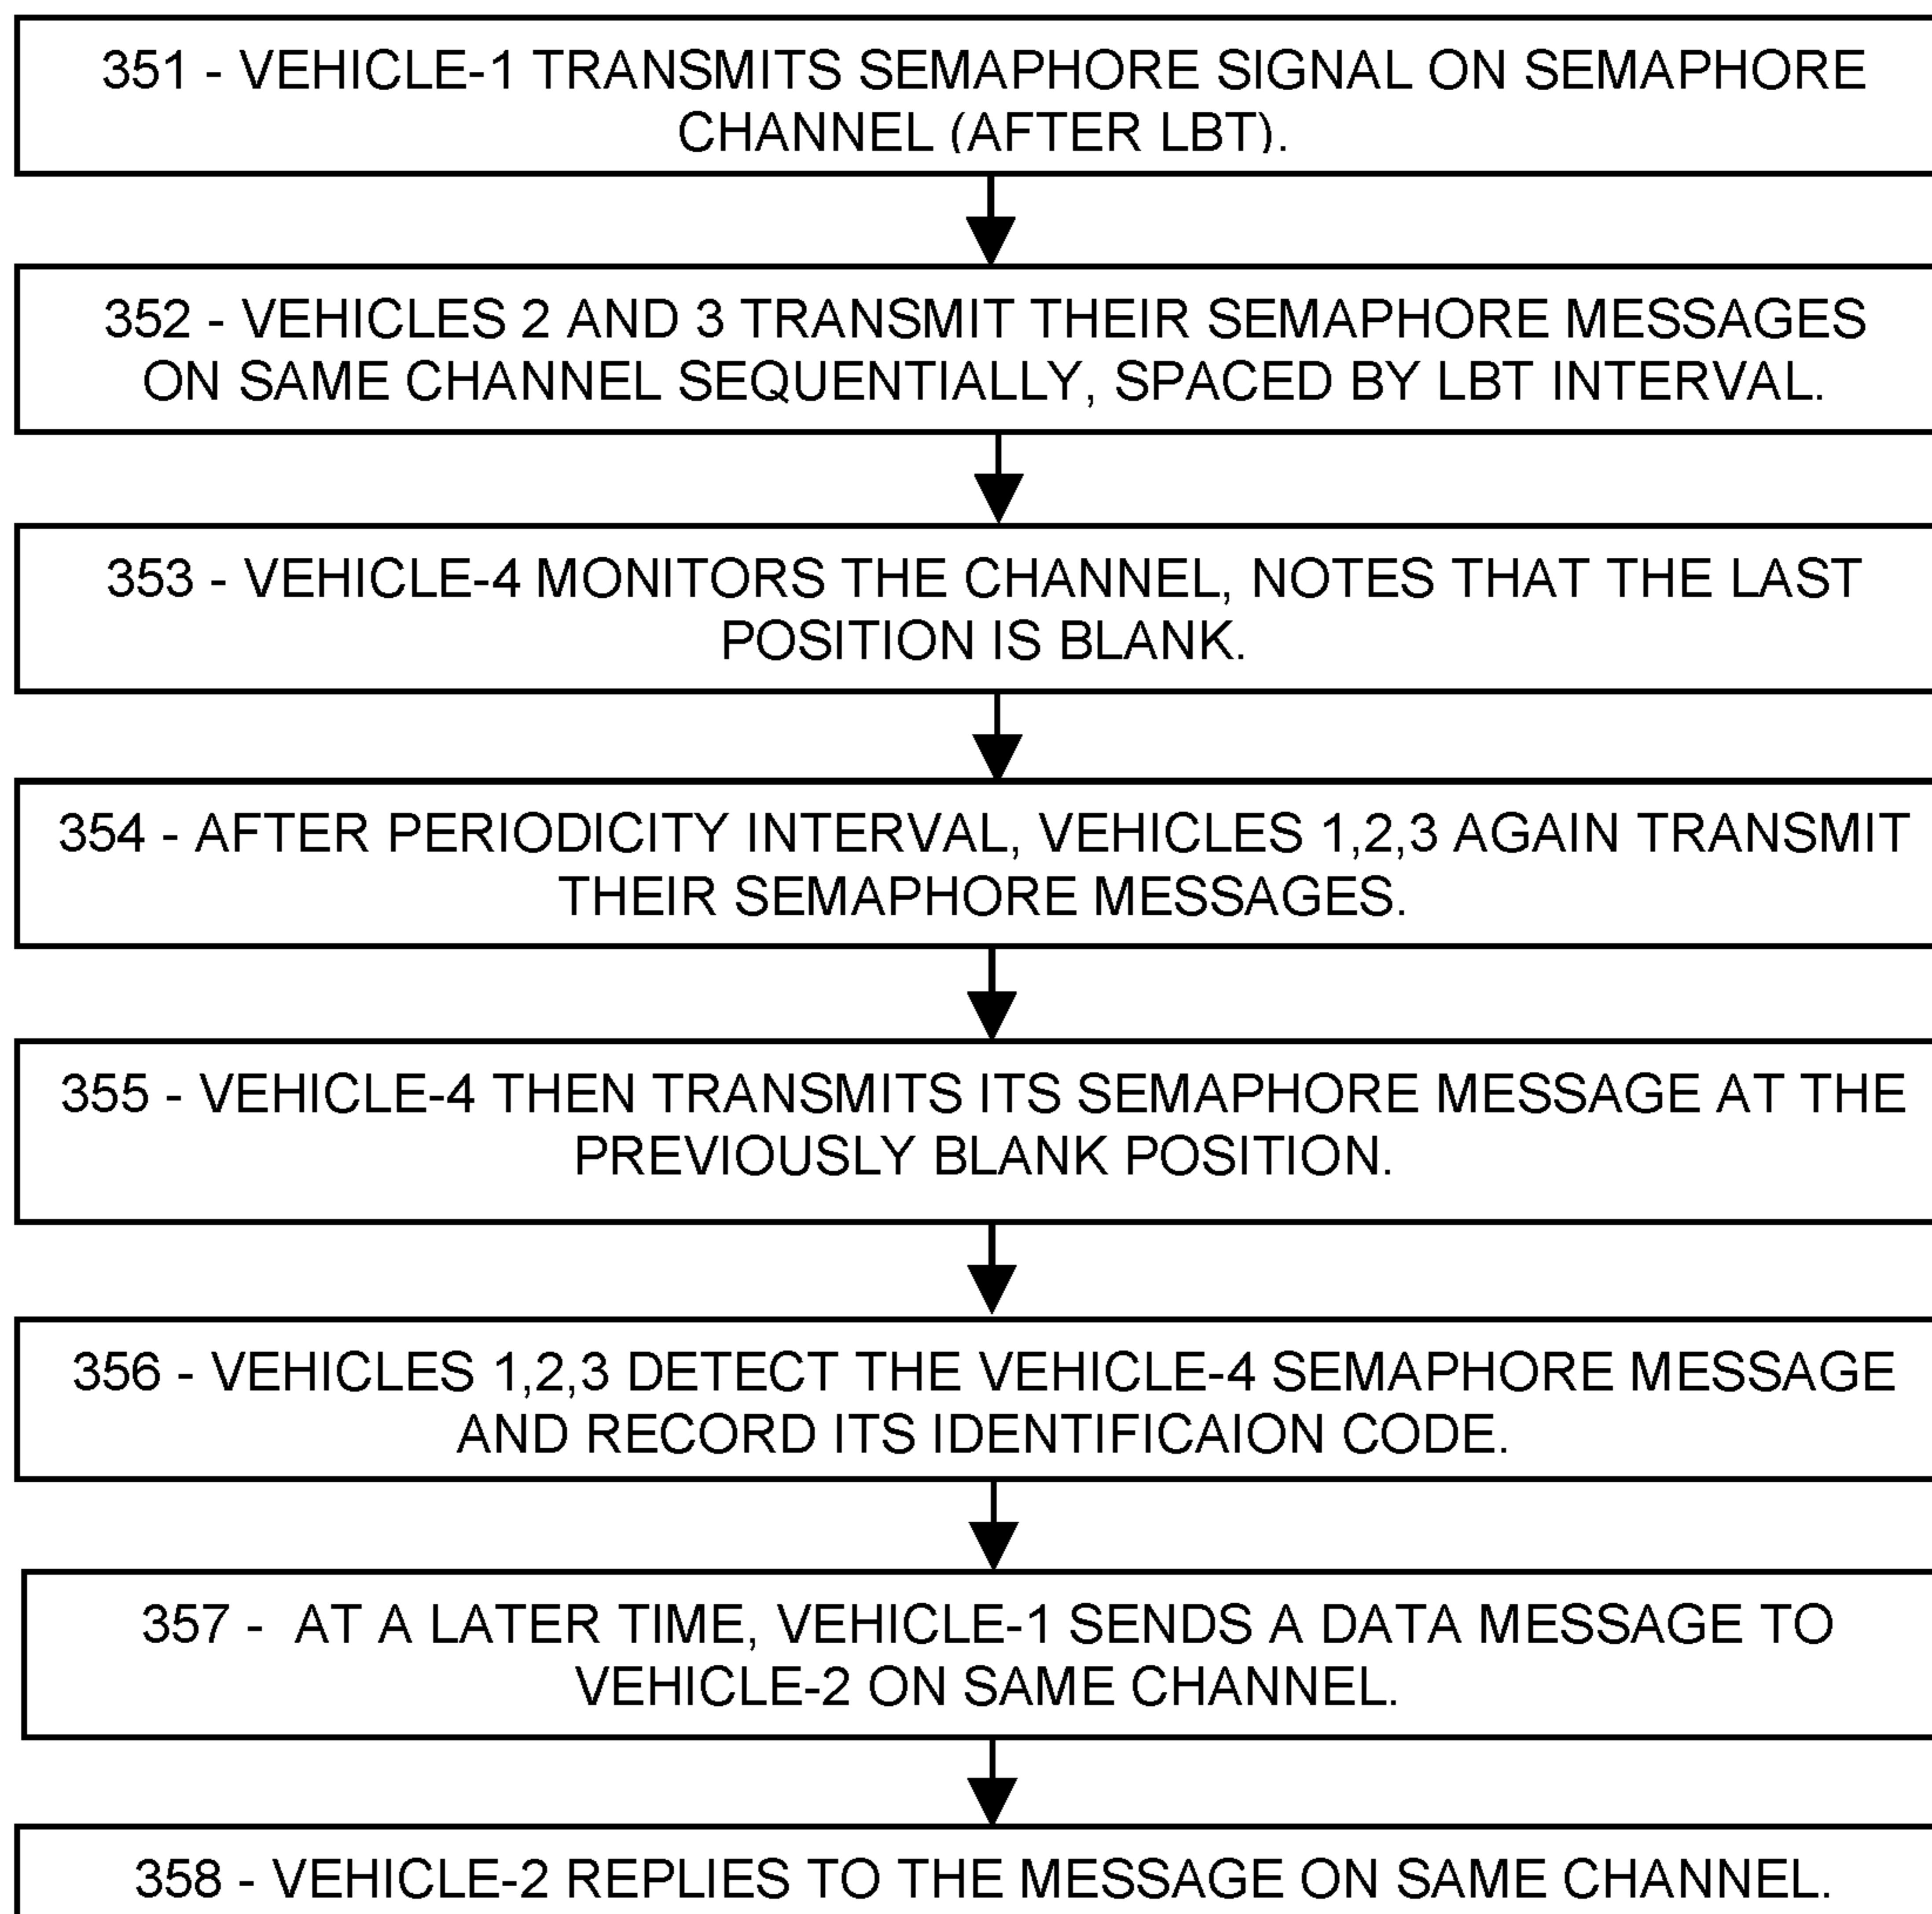 351 - VEHICLE-1 TRANSMITS SEMAPHORE SIGNAL ON SEMAPHORE
CHANNEL (AFTER LBT).
352 - VEHICLES 2 AND 3 TRANSMIT THEIR SEMAPHORE MESSAGES
ON SAME CHANNEL SEQUENTIALLY, SPACED BY LBT INTERVAL.
353 - VEHICLE-4 MONITORS THE CHANNEL, NOTES THAT THE LAST
POSITION IS BLANK.
354 - AFTER PERIODICITY INTERVAL, VEHICLES 1,2,3 AGAIN TRANSMIT
THEIR SEMAPHORE MESSAGES.
355 - VEHICLE-4 THEN TRANSMITS ITS SEMAPHORE MESSAGE AT THE
PREVIOUSLY BLANK POSITION.
356 - VEHICLES 1,2,3 DETECT THE VEHICLE-4 SEMAPHORE MESSAGE
AND RECORD ITS IDENTIFICAION CODE.
357 - AT A LATER TIME, VEHICLE-1 SENDS A DATA MESSAGE TO
VEHICLE-2 ON SAME CHANNEL.
358 - VEHICLE-2 REPLIES TO THE MESSAGE ON SAME CHANNEL.